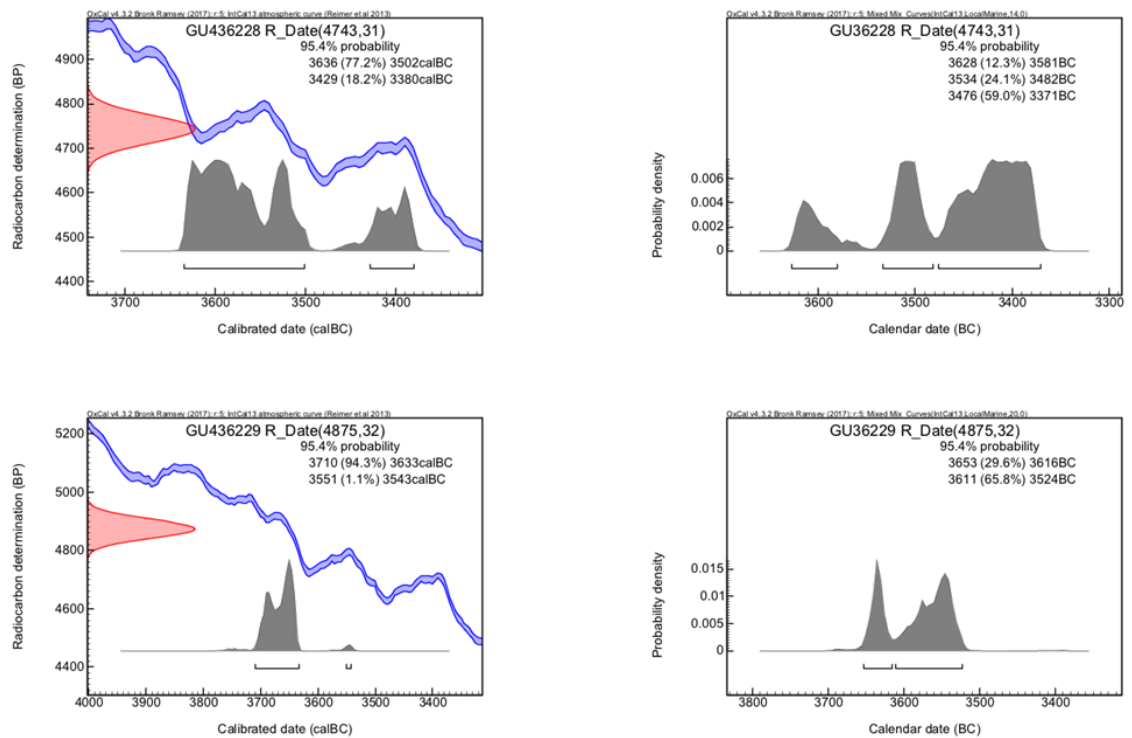 OxCal v4.3.2 Bronk Ramsey (2017); r:5; IntCal13 atmospheric curve (Reimer et al 2013)
GU436228 R_Date(4743,31)
95.4% probability
3636 (77.2%) 3502calBC
3429 (18.2%) 3380calBC
Radiocarbon determination (BP)
4900
4800
4700
4600
4500
4400
3700
3600
3500
3400
Calibrated date (calBC)
OxCal v4.3.2 Bronk Ramsey (2017); r:5; Mixed Mix_Curves(IntCal13,LocalMarine,14,0)
GU36228 R_Date(4743,31)
95.4% probability
3628 (12.3%) 3581BC
3534 (24.1%) 3482BC
3476 (59.0%) 3371BC
Probability density
0.006
0.004
0.002
0
3600
3500
3400
3300
Calendar date (BC)
OxCal v4.3.2 Bronk Ramsey (2017); r:5; IntCal13 atmospheric curve (Reimer et al 2013)
GU436229 R_Date(4875,32)
95.4% probability
3710 (94.3%) 3633calBC
3551 (1.1%) 3543calBC
Radiocarbon determination (BP)
5200
5000
4800
4600
4400
4000
3900
3800
3700
3600
3500
3400
Calibrated date (calBC)
OxCal v4.3.2 Bronk Ramsey (2017); r:5; Mixed Mix_Curves(IntCal13,LocalMarine,20,0)
GU36229 R_Date(4875,32)
95.4% probability
3653 (29.6%) 3616BC
3611 (65.8%) 3524BC
Probability density
0.015
0.01
0.005
0
3800
3700
3600
3500
3400
Calendar date (BC)